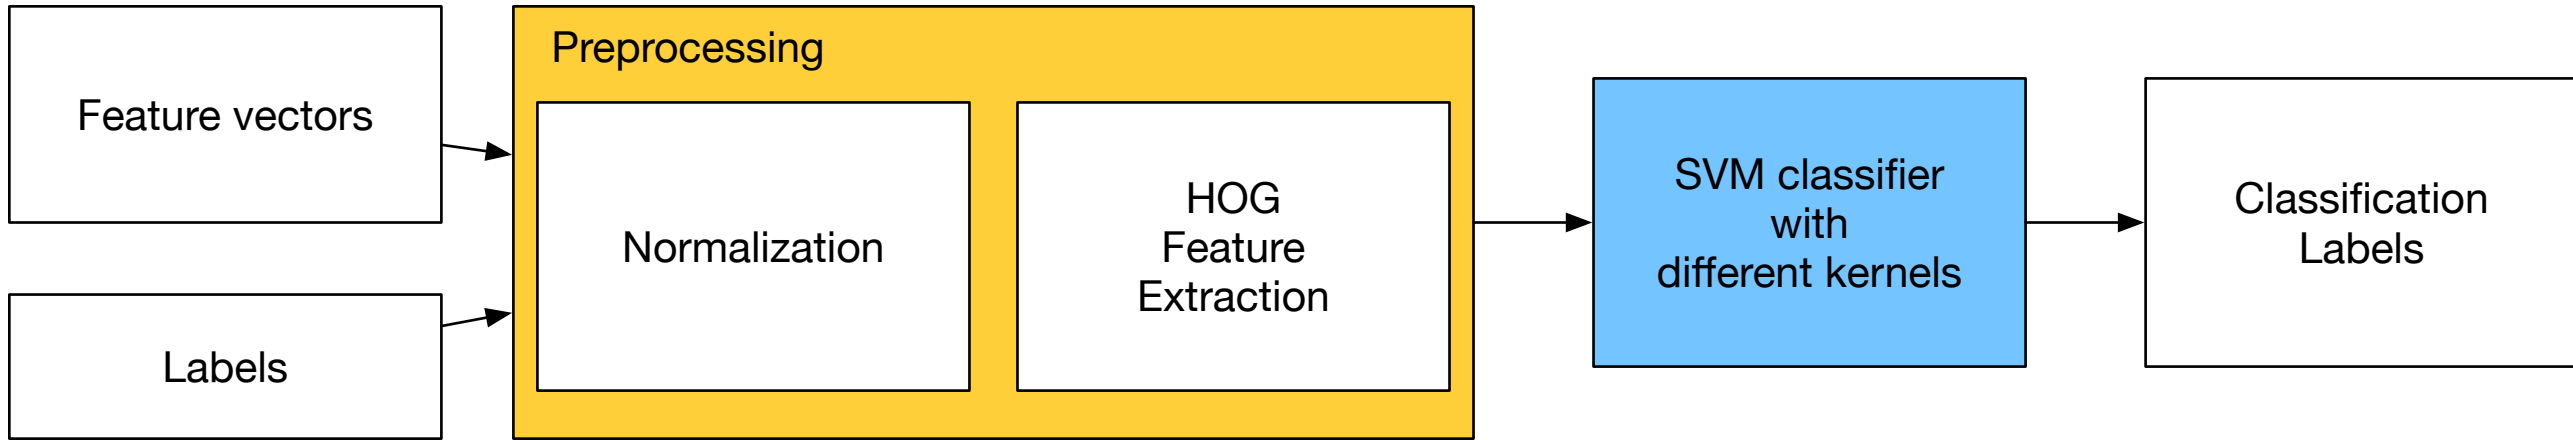 Feature vectors
Labels
Preprocessing
Normalization
HOG
Feature
Extraction
SVM classifier
with
different kernels
Classification
Labels